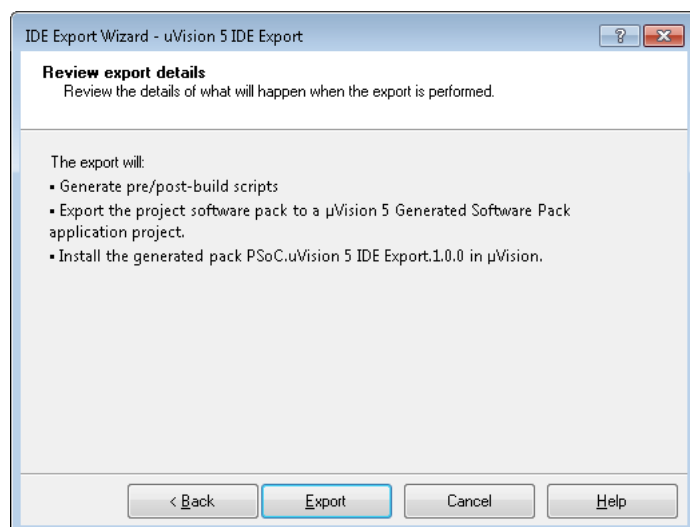 IDE Export Wizard - uVision 5 IDE Export
Review export details
Review the details of what will happen when the export is performed.
The export will:
▪ Generate pre/post-build scripts
▪ Export the project software pack to a µVision 5 Generated Software Pack
application project.
▪ Install the generated pack PSoC.uVision 5 IDE Export.1.0.0 in µVision.
< Back Export Cancel Help